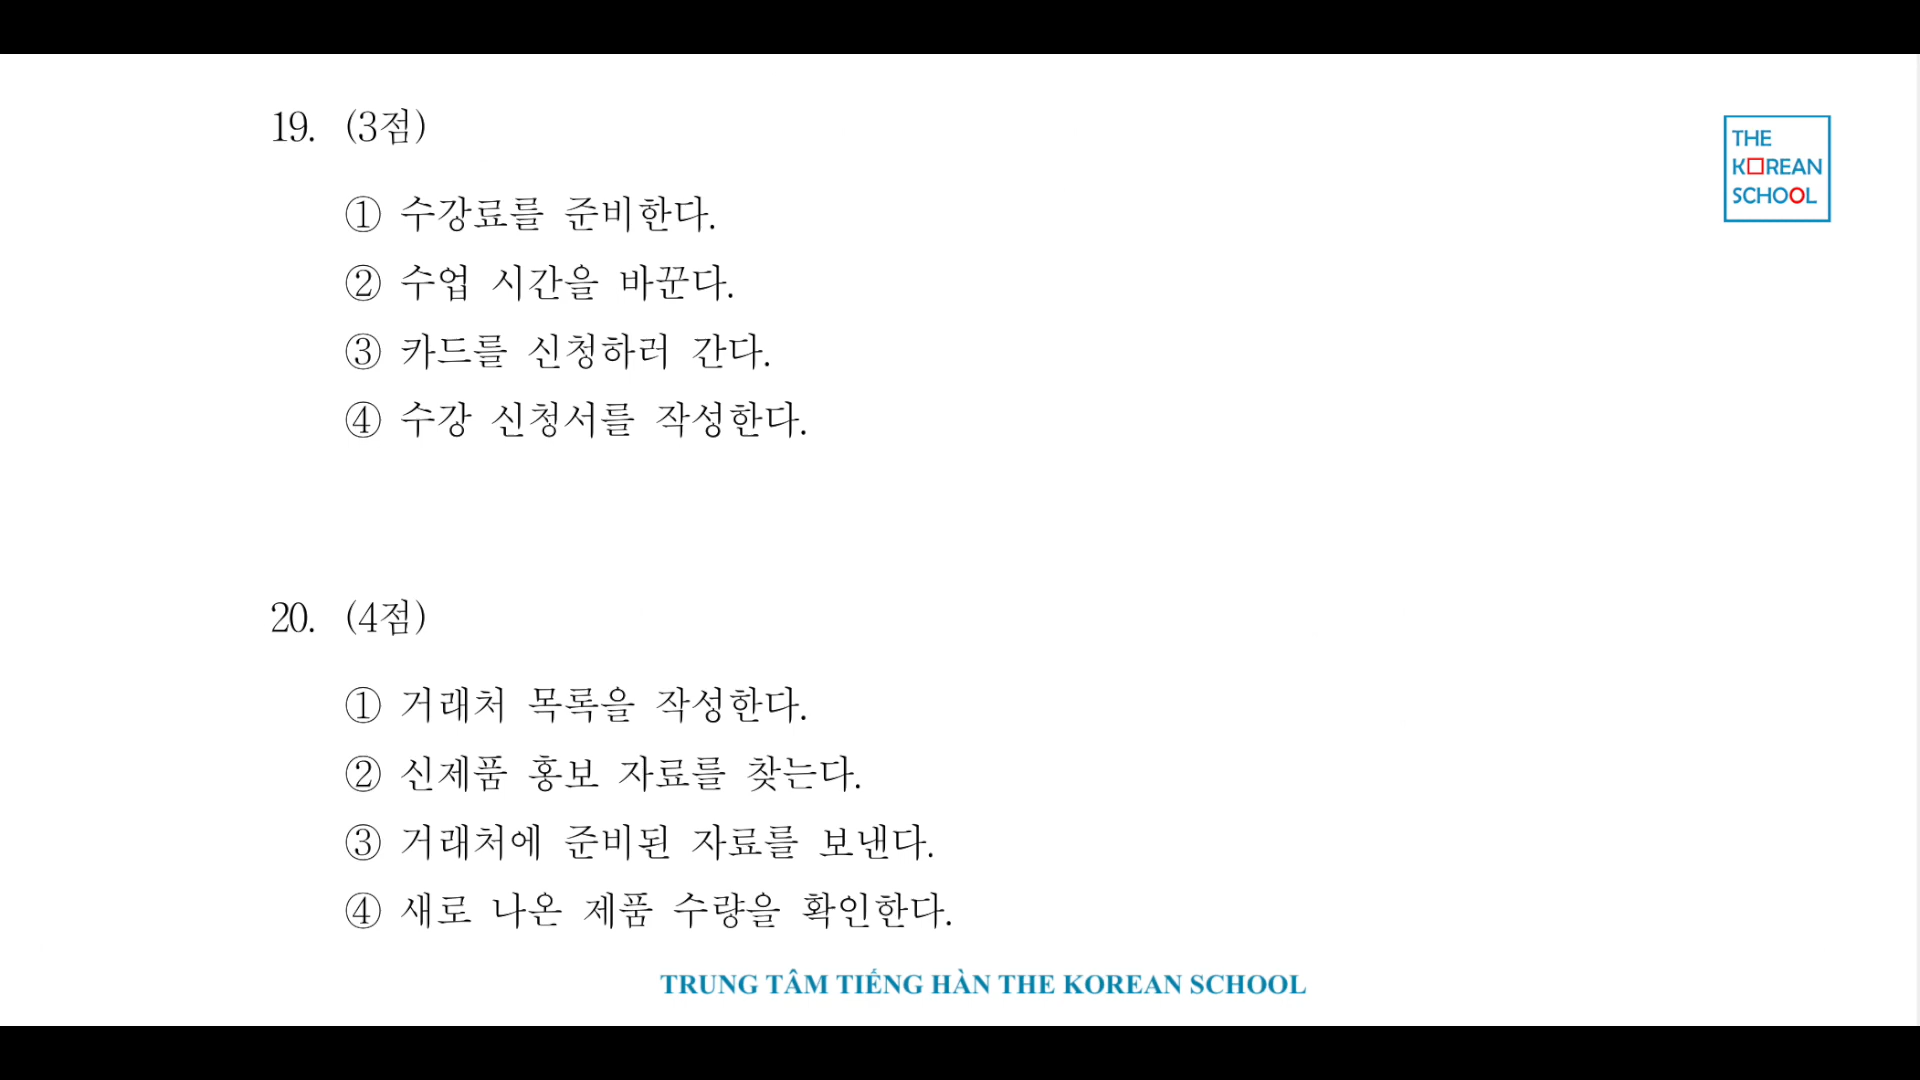 19. (3점)
THE
KOREAN
SCHOOL
① 수강료를 준비한다.
② 수업 시간을 바꾼다.
③ 카드를 신청하러 간다.
④ 수강 신청서를 작성한다.
20. (4점)
① 거래처 목록을 작성한다.
② 신제품 홍보 자료를 찾는다.
③ 거래처에 준비된 자료를 보낸다.
④ 새로 나온 제품 수량을 확인한다.
TRUNG TÂM TIẾNG HÀN THE KOREAN SCHOOL